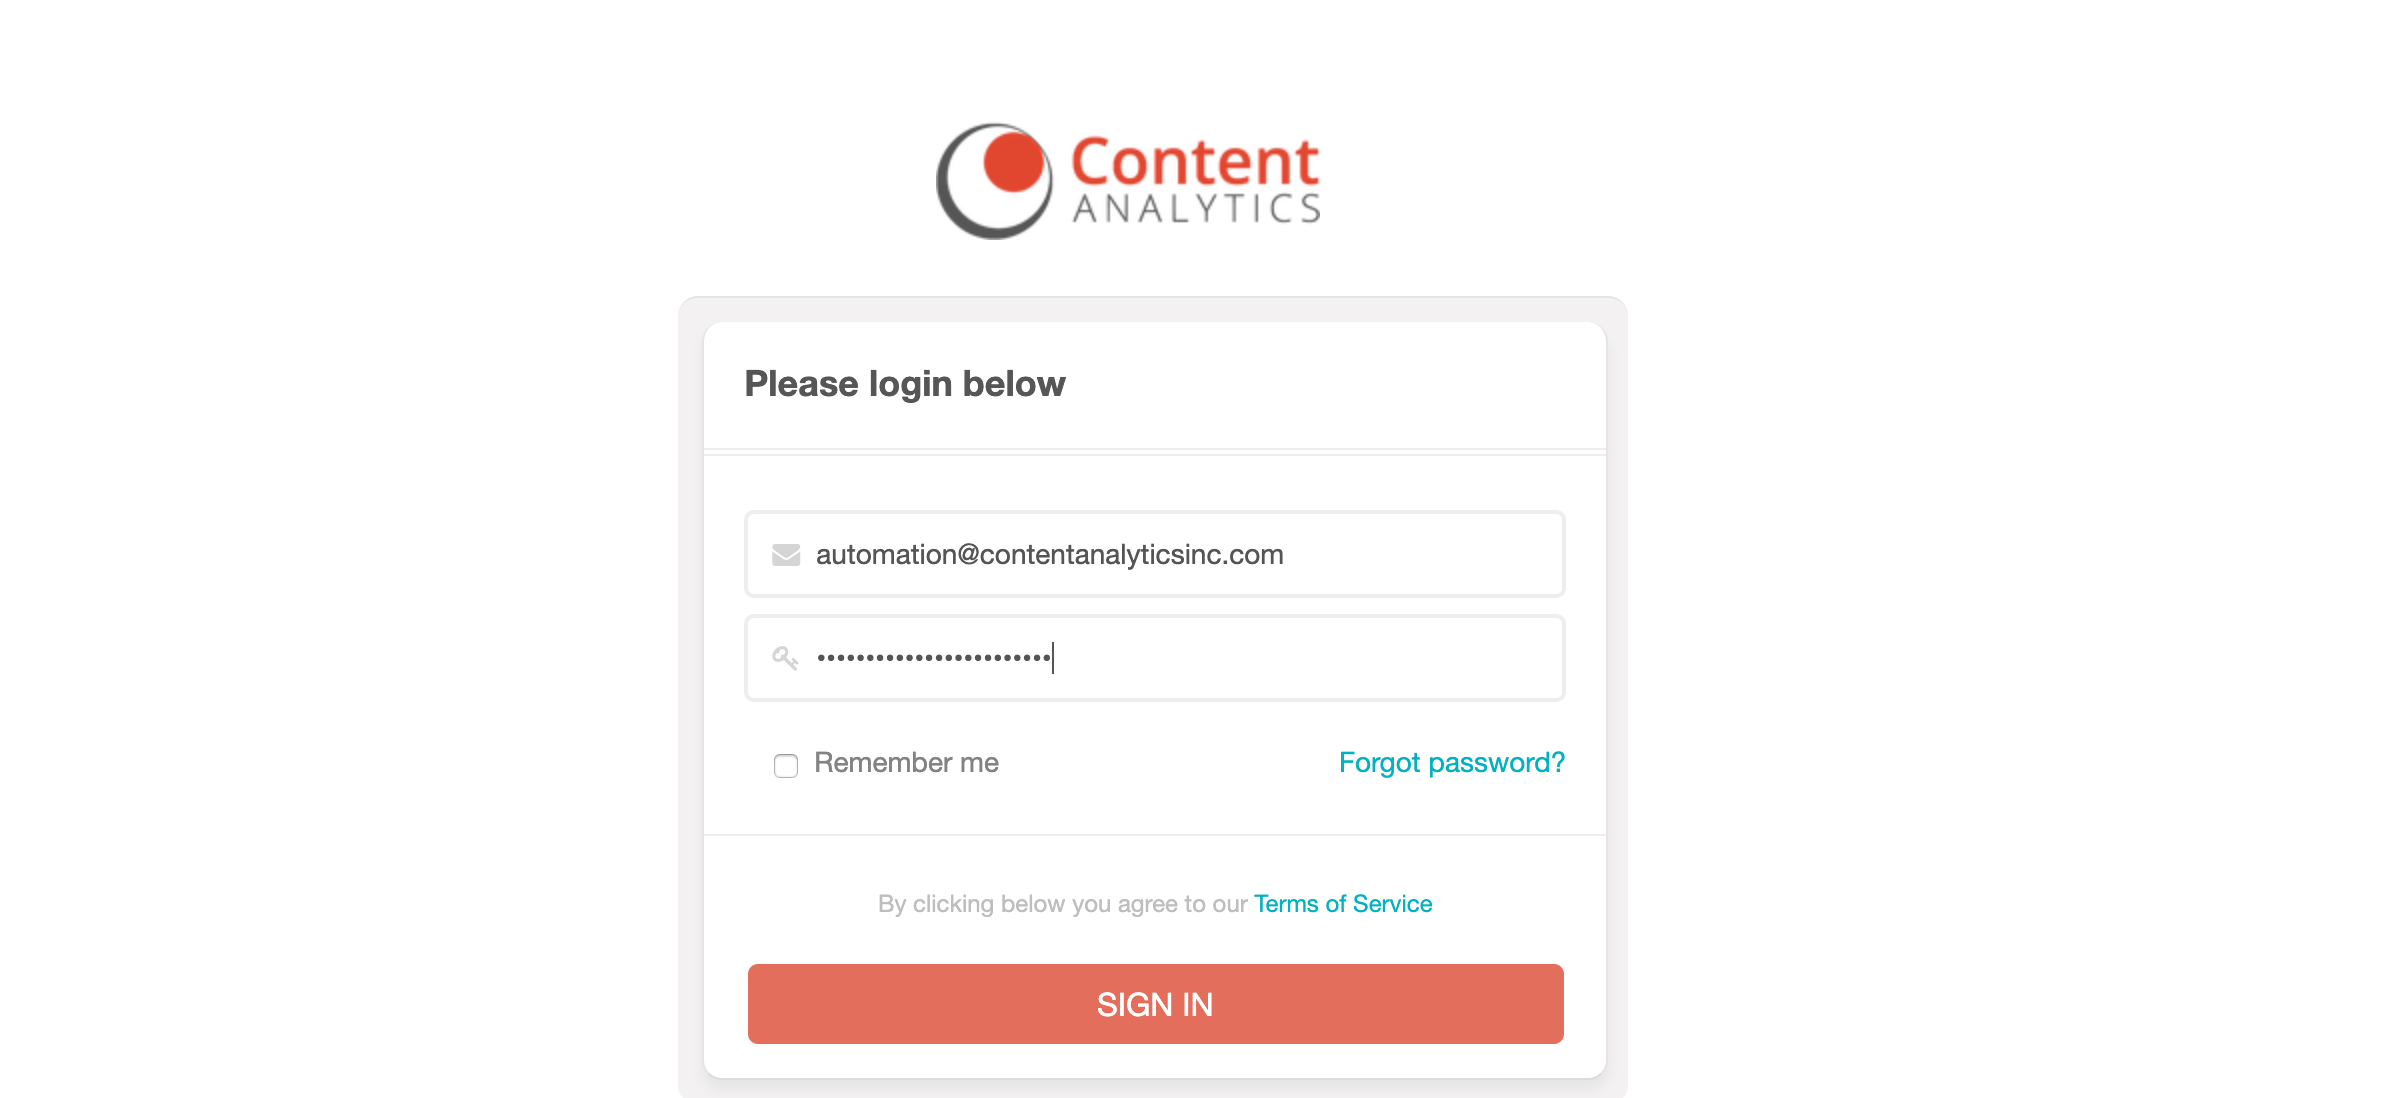 Content
ANALYTICS
Please login below
automation@contentanalyticsinc.com
••••••••••••••••••••••••
Remember me
Forgot password?
By clicking below you agree to our Terms of Service
SIGN IN